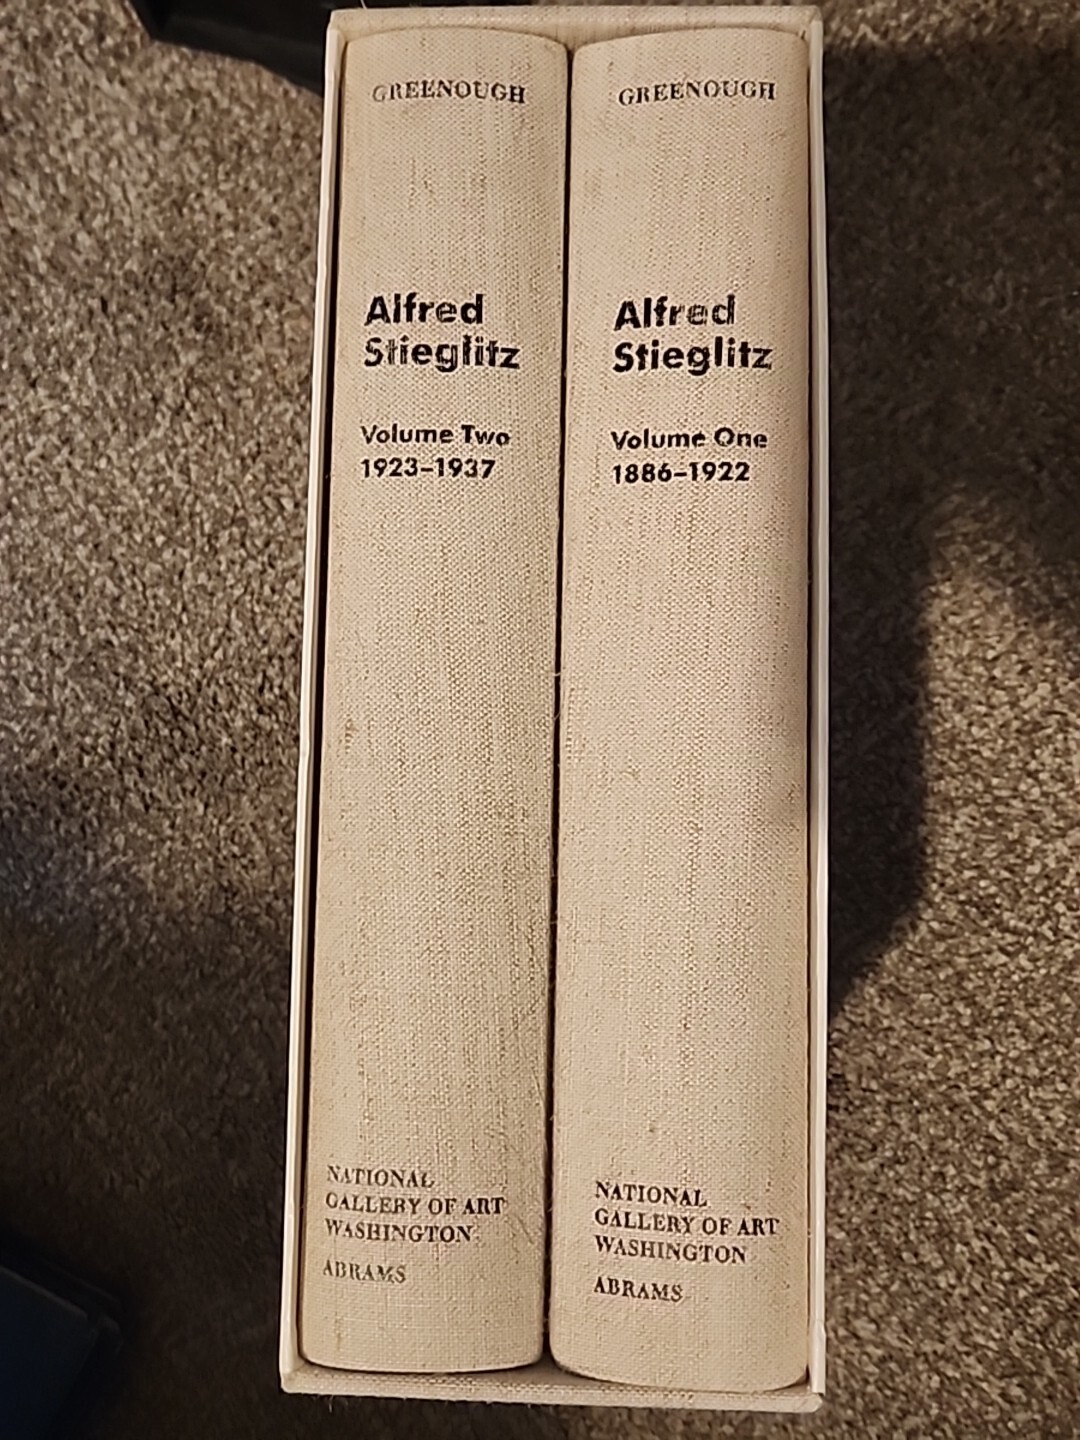 GREENOUGH
Alfred
Stieglitz
Volume Two
1923–1937
NATIONAL
GALLERY OF ART
WASHINGTON
ABRAMS
GREENOUGH
Alfred
Stieglitz
Volume One
1886–1922
NATIONAL
GALLERY OF ART
WASHINGTON
ABRAMS